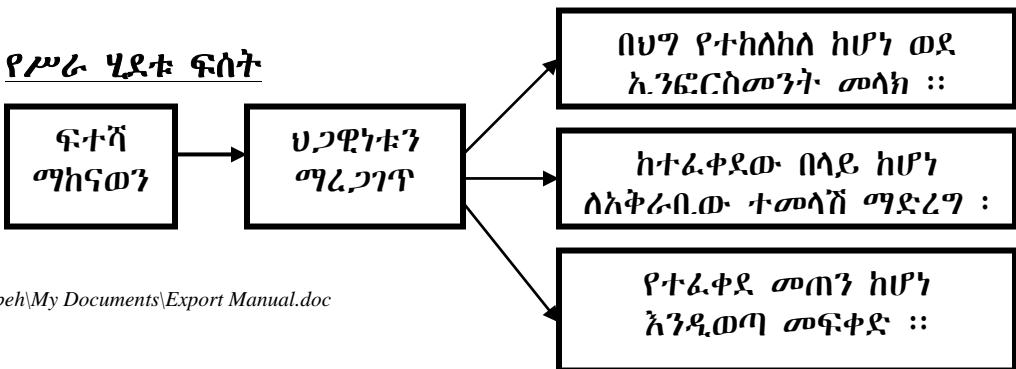 የሥራ ሂደቱ ፍሰት
ፍተሻ
ማከናወን
ህጋዊነቱን
ማረጋገጥ
በህግ የተከለከለ ከሆነ ወደ
ኢንፎርስመንት መላክ ፡፡
ከተፈቀደው በላይ ከሆነ
ለአቅራቢው ተመላሽ ማድረግ ፡
የተፈቀደ መጠን ከሆነ
እንዲወጣ መፍቀድ ፡፡
beh\My Documents\Export Manual.doc